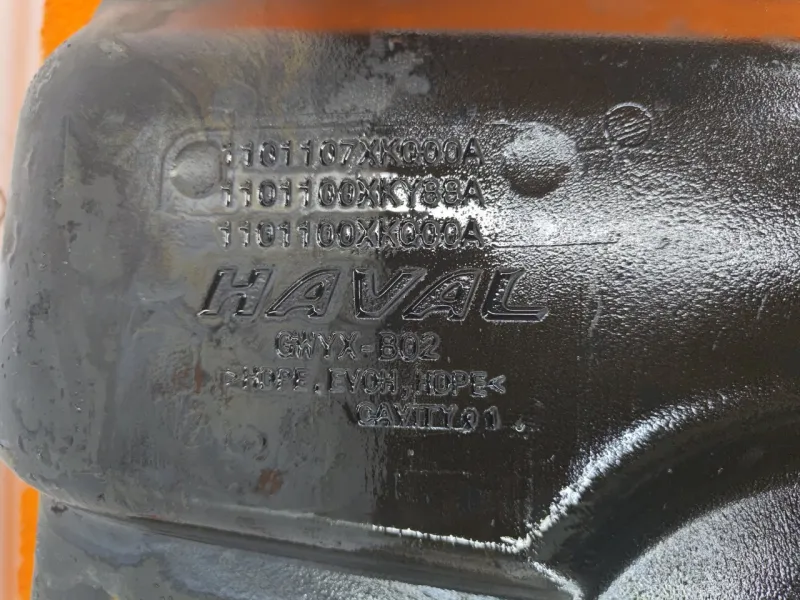 1101107XKQ00A
1101100XKY88A
1101100XKQ00A
HAVAL
GWYX-B02
>HDPE,EVOH,HDPE<
CAVITY 01